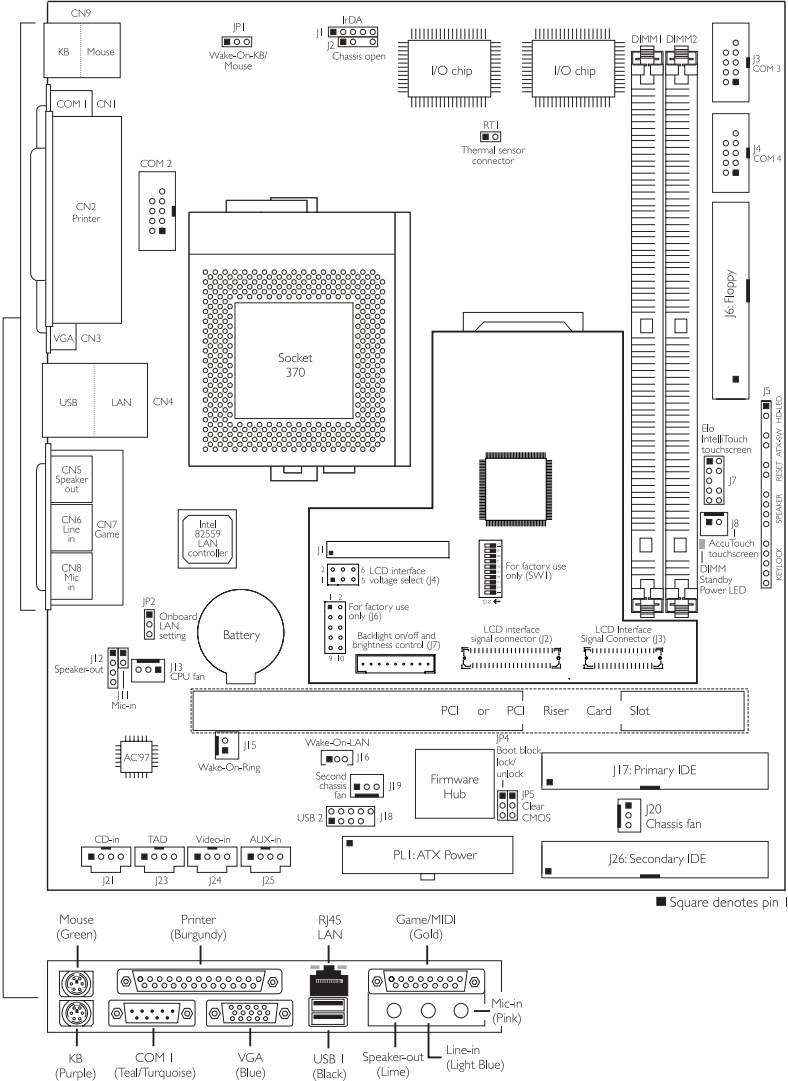 CN9
KB Mouse
JP1
Wake-On-KB/
Mouse
IrDA
J1
J2
Chassis open
I/O chip
I/O chip
DIMM1 DIMM2
J3
COM 3
COM 1 CN1
RT1
Thermal sensor
connector
J4
COM 4
COM 2
CN2
Printer
J6: Floppy
VGA CN3
Socket
370
USB LAN CN4
J5
HD-LED
ATX-SW
RESET
SPEAKER
KEYLOCK
Elo
IntelliTouch
touchscreen
J7
J8
AccuTouch
touchscreen
DIMM
Standby
Power LED
CN5
Speaker
out
CN6
Line
in
CN7
Game
CN8
Mic
in
Intel
82559
LAN
controller
J1
2 6
1 5
LCD interface
voltage select (J4)
For factory use
only (SW1)
ON
1 2
For factory use
only (J6)
9 10
Backlight on/off and
brightness control (J7)
LCD interface
signal connector (J2)
LCD Interface
Signal Connector (J3)
JP2
Onboard
LAN
setting
Battery
J12
Speaker-out
J11
Mic-in
J13
CPU fan
PCI or PCI Riser Card Slot
AC'97
J15
Wake-On-Ring
Wake-On-LAN
J16
Second
chassis
fan
J19
USB 2
J18
Firmware
Hub
JP4
Boot block
lock/
unlock
JP5
Clear
CMOS
J17: Primary IDE
J20
Chassis fan
CD-in TAD Video-in AUX-in
J21 J23 J24 J25
PL1: ATX Power
J26: Secondary IDE
Square denotes pin 1
Mouse
(Green)
Printer
(Burgundy)
RJ45
LAN
Game/MIDI
(Gold)
Mic-in
(Pink)
KB
(Purple)
COM 1
(Teal/Turquoise)
VGA
(Blue)
USB 1
(Black)
Speaker-out
(Lime)
Line-in
(Light Blue)